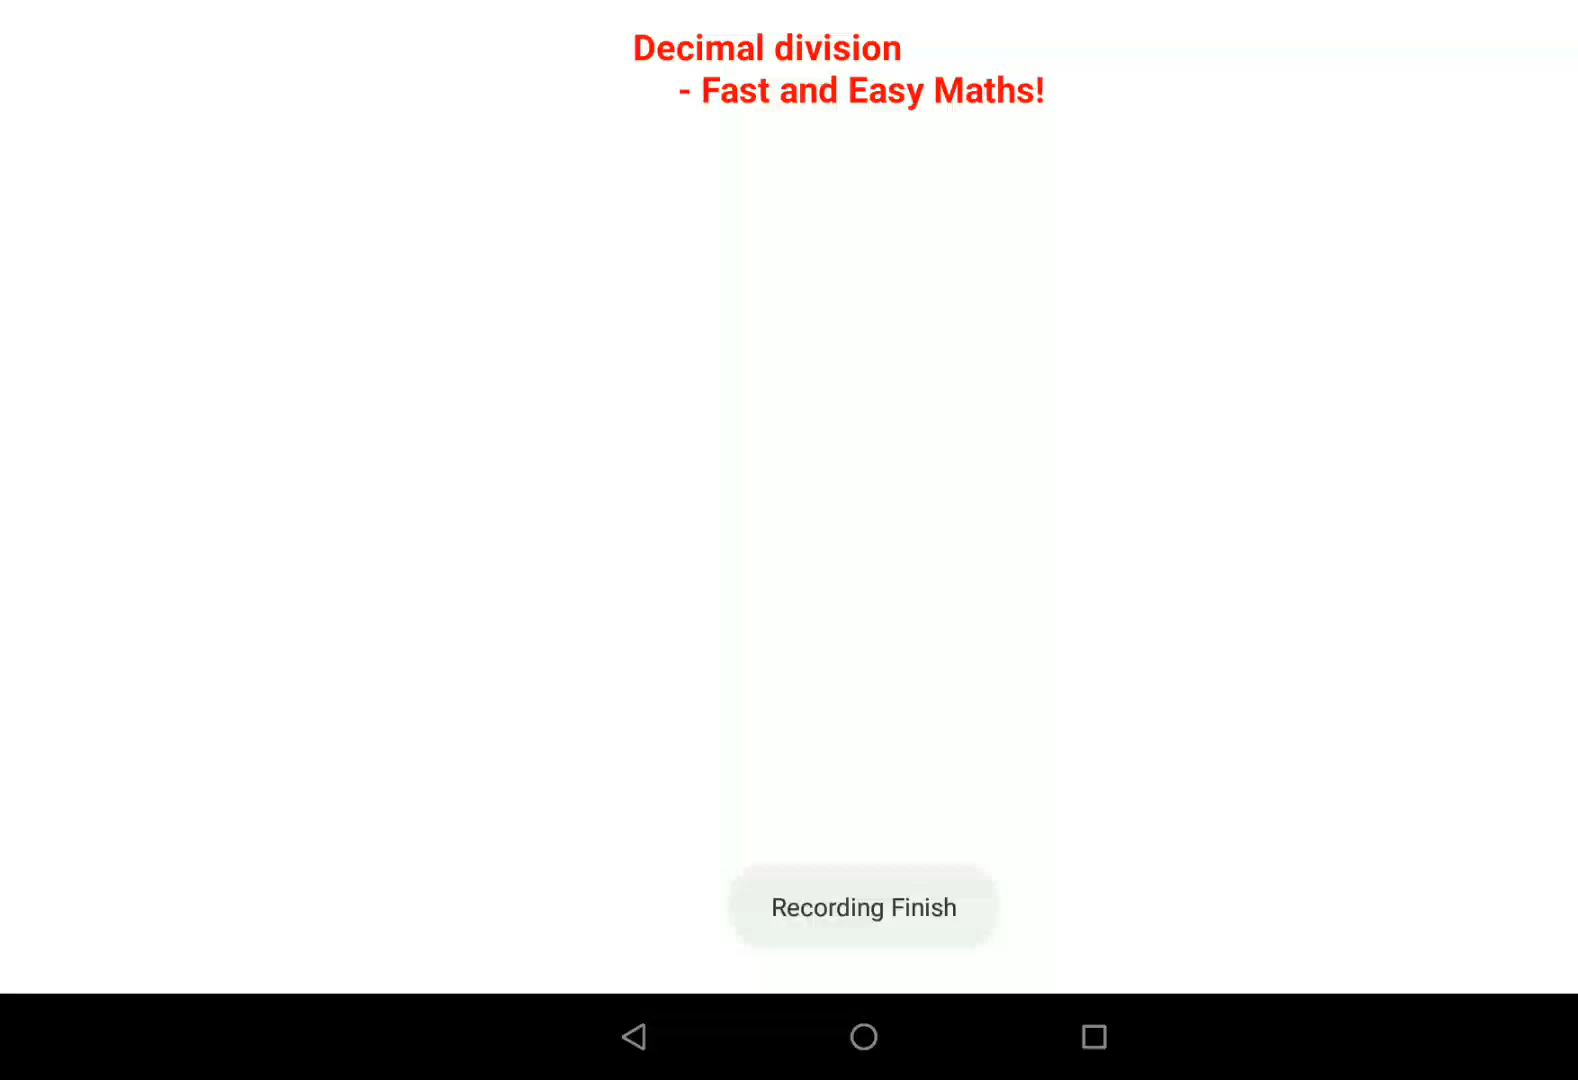 Decimal division
- Fast and Easy Maths!
Recording Finish